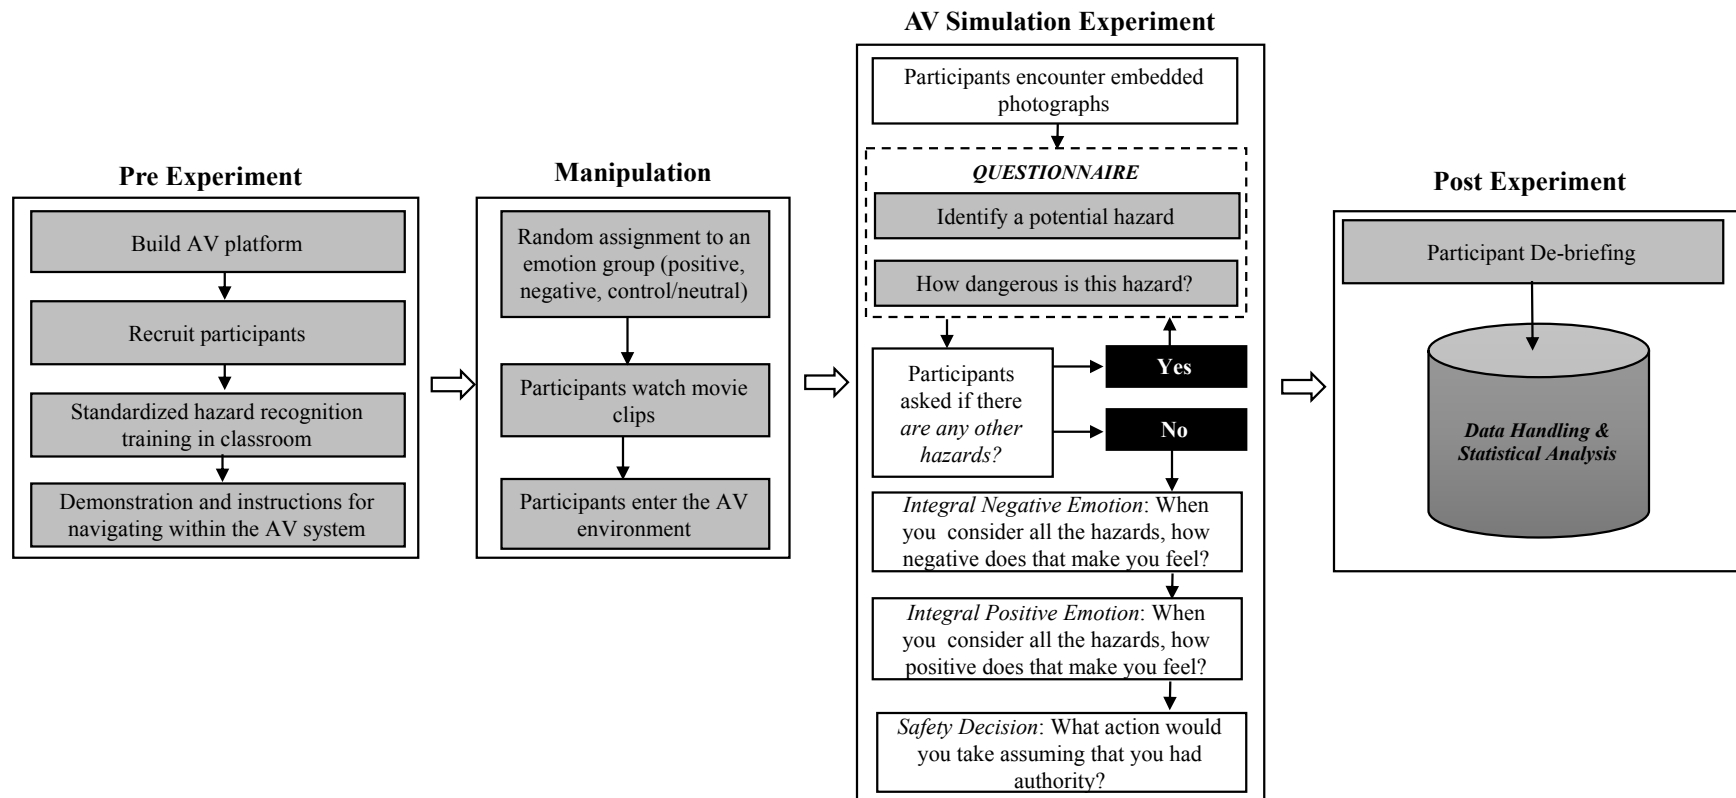 Pre Experiment
Build AV platform
Recruit participants
Standardized hazard recognition
training in classroom
Demonstration and instructions for
navigating within the AV system
Manipulation
Random assignment to an
emotion group (positive,
negative, control/neutral)
Participants watch movie
clips
Participants enter the AV
environment
AV Simulation Experiment
Participants encounter embedded
photographs
QUESTIONNAIRE
Identify a potential hazard
How dangerous is this hazard?
Participants
asked if there
are any other
hazards?
Yes
No
Integral Negative Emotion: When
you consider all the hazards, how
negative does that make you feel?
Integral Positive Emotion: When
you consider all the hazards, how
positive does that make you feel?
Safety Decision: What action would
you take assuming that you had
authority?
Post Experiment
Participant De-briefing
Data Handling &
Statistical Analysis